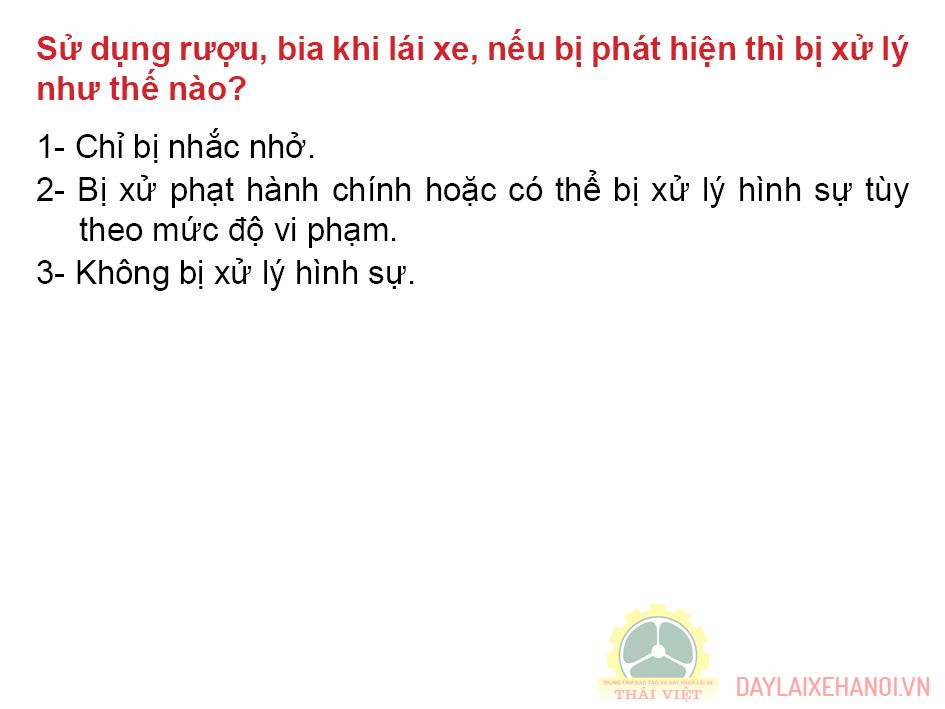 Sử dụng rượu, bia khi lái xe, nếu bị phát hiện thì bị xử lý
như thế nào?
1- Chỉ bị nhắc nhở.
2- Bị xử phạt hành chính hoặc có thể bị xử lý hình sự tùy
theo mức độ vi phạm.
3- Không bị xử lý hình sự.
TRUNG TÂM ĐÀO TẠO VÀ SÁT HẠCH LÁI XE
THÁI VIỆT
DAYLAIXEHANOI.VN